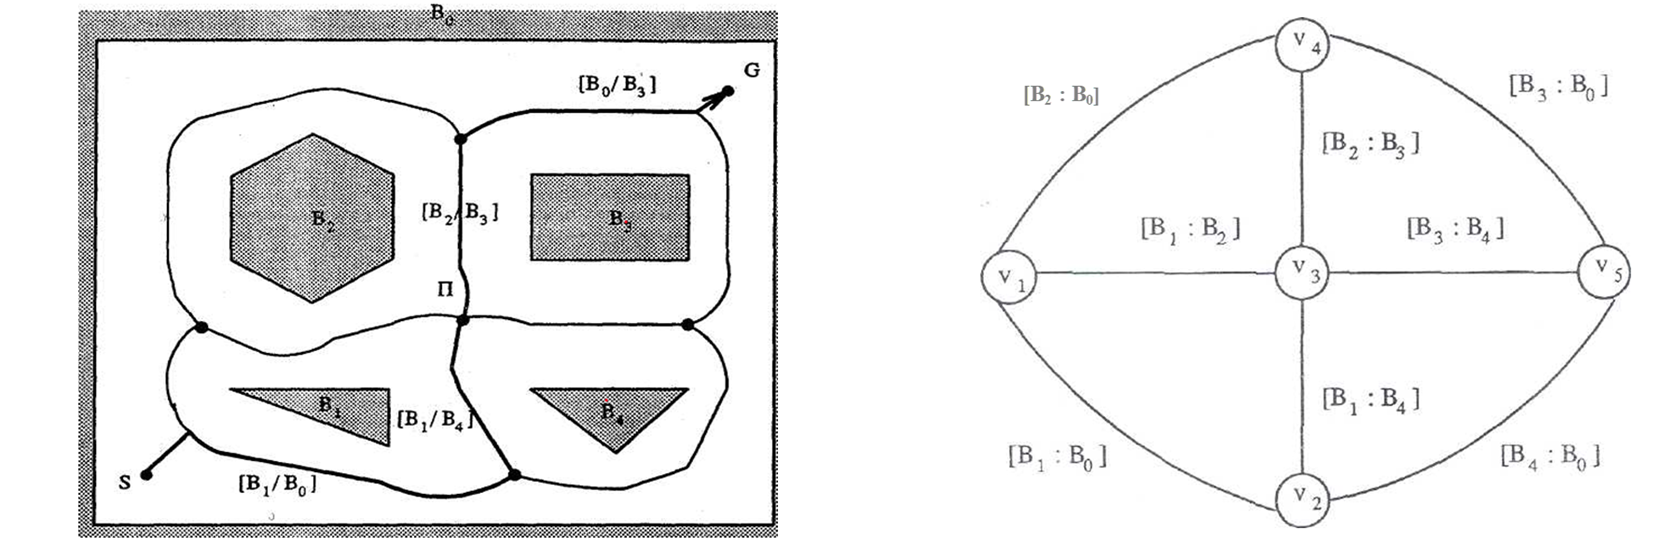 B₀
G
[B₀/B₃]
B₂
[B₂/B₃]
B₃
Π
B₁
[B₁/B₄]
B₄
S
[B₁/B₀]
v₄
[B₂ : B₀]
[B₃ : B₀]
[B₂ : B₃]
[B₁ : B₂]
[B₃ : B₄]
v₁
v₃
v₅
[B₁ : B₄]
[B₁ : B₀]
[B₄ : B₀]
v₂